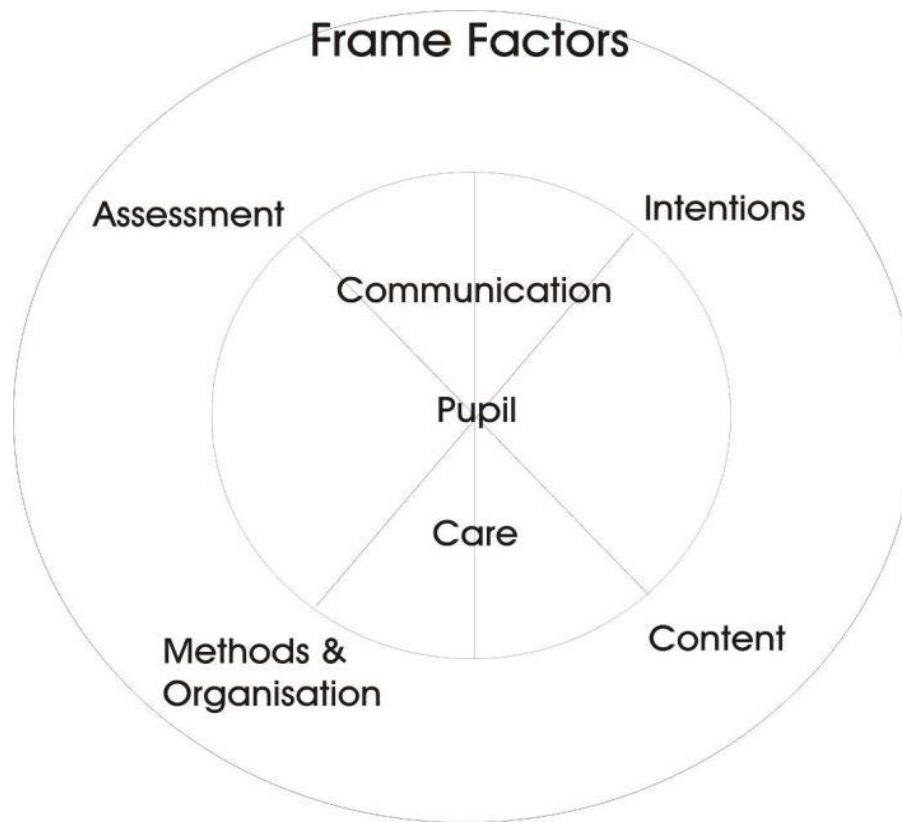 Frame Factors
Assessment
Intentions
Communication
Pupil
Care
Methods &
Organisation
Content